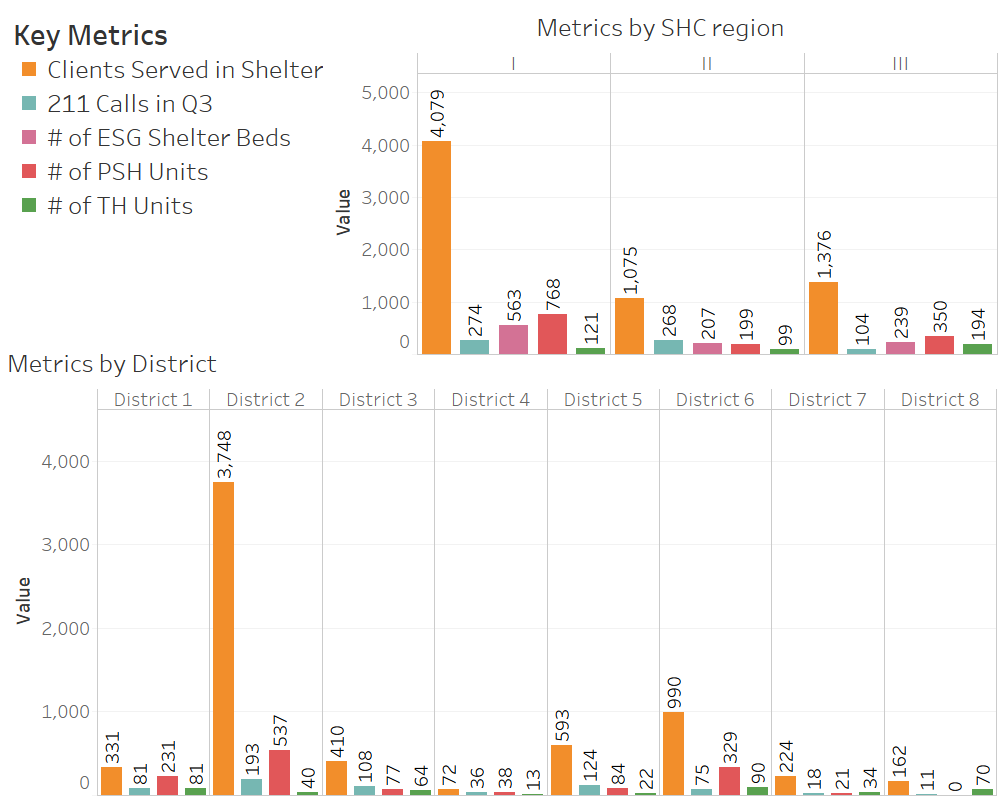 Key Metrics
Clients Served in Shelter
211 Calls in Q3
# of ESG Shelter Beds
# of PSH Units
# of TH Units
Metrics by SHC region
I II III
Value
5,000
4,000
3,000
2,000
1,000
0
4,079 274 563 768 121
1,075 268 207 199 99
1,376 104 239 350 194
Metrics by District
District 1 District 2 District 3 District 4 District 5 District 6 District 7 District 8
Value
4,000
3,000
2,000
1,000
0
331 81 231 81
3,748 193 537 40
410 108 77 64
72 36 38 13
593 124 84 22
990 75 329 90
224 18 21 34
162 11 0 70